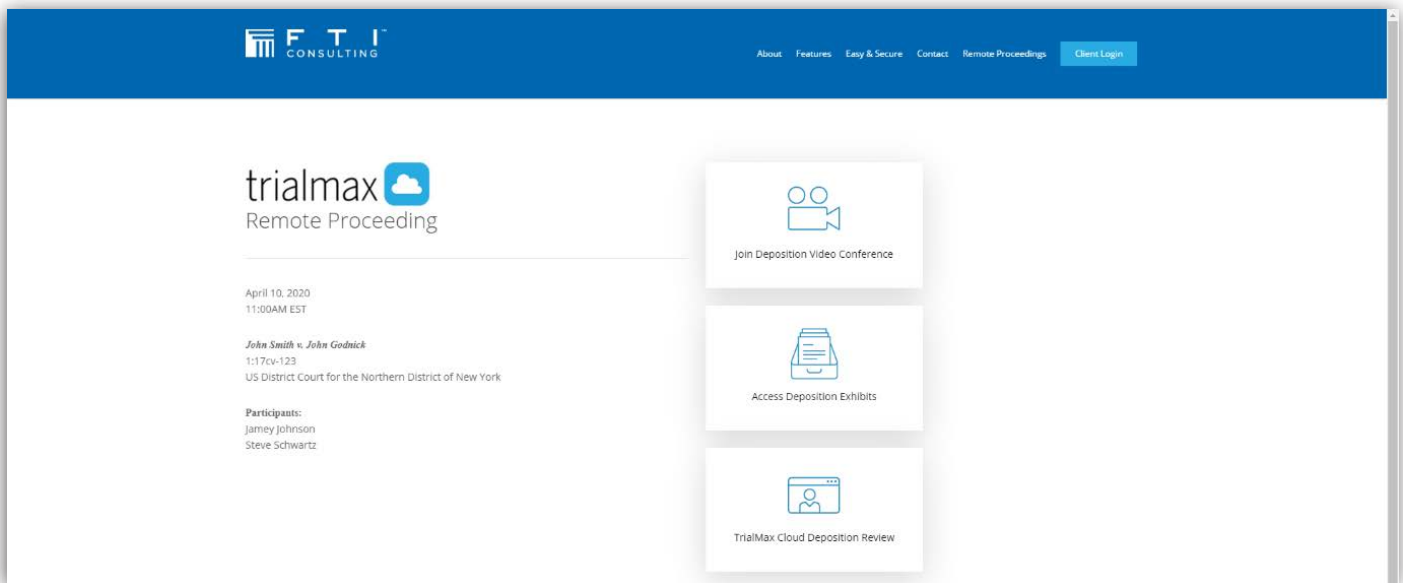 F T I™
CONSULTING
About Features Easy & Secure Contact Remote Proceedings Client Login
trialmax
Remote Proceeding
April 10, 2020
11:00AM EST
John Smith v. John Godnick
1:17cv-123
US District Court for the Northern District of New York
Participants:
Jamey Johnson
Steve Schwartz
Join Deposition Video Conference
Access Deposition Exhibits
TrialMax Cloud Deposition Review